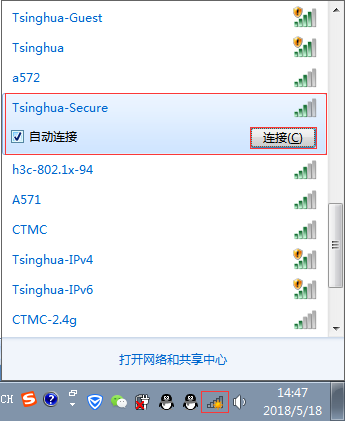 Tsinghua-Guest
Tsinghua
a572
Tsinghua-Secure
自动连接
连接(C)
h3c-802.1x-94
A571
CTMC
Tsinghua-IPv4
Tsinghua-IPv6
CTMC-2.4g
打开网络和共享中心
CH
14:47
2018/5/18